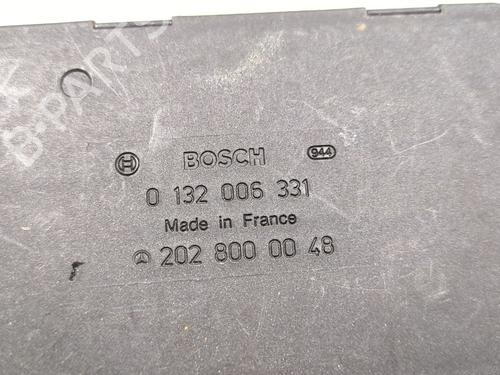 B-PARTS
BOSCH 944
0 132 006 331
Made in France
202 800 00 48